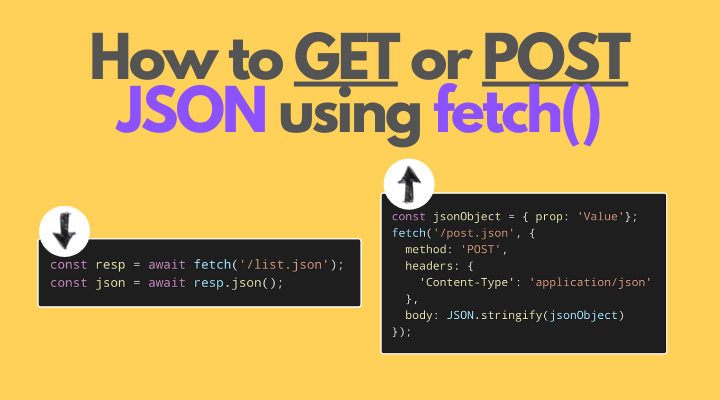 How to GET or POST
JSON using fetch()
const resp = await fetch('/list.json');
const json = await resp.json();
const jsonObject = { prop: 'Value'};
fetch('/post.json', {
  method: 'POST',
  headers: {
    'Content-Type': 'application/json'
  },
  body: JSON.stringify(jsonObject)
});